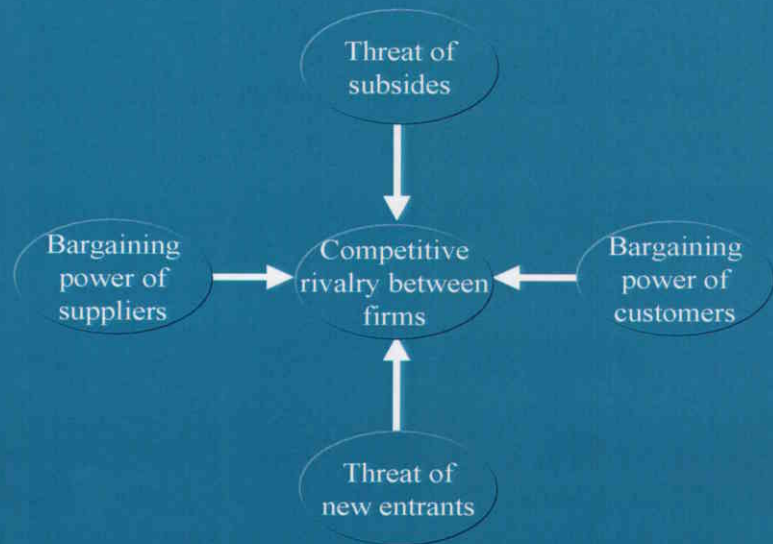 Threat of
subsides
Bargaining
power of
suppliers
Competitive
rivalry between
firms
Bargaining
power of
customers
Threat of
new entrants